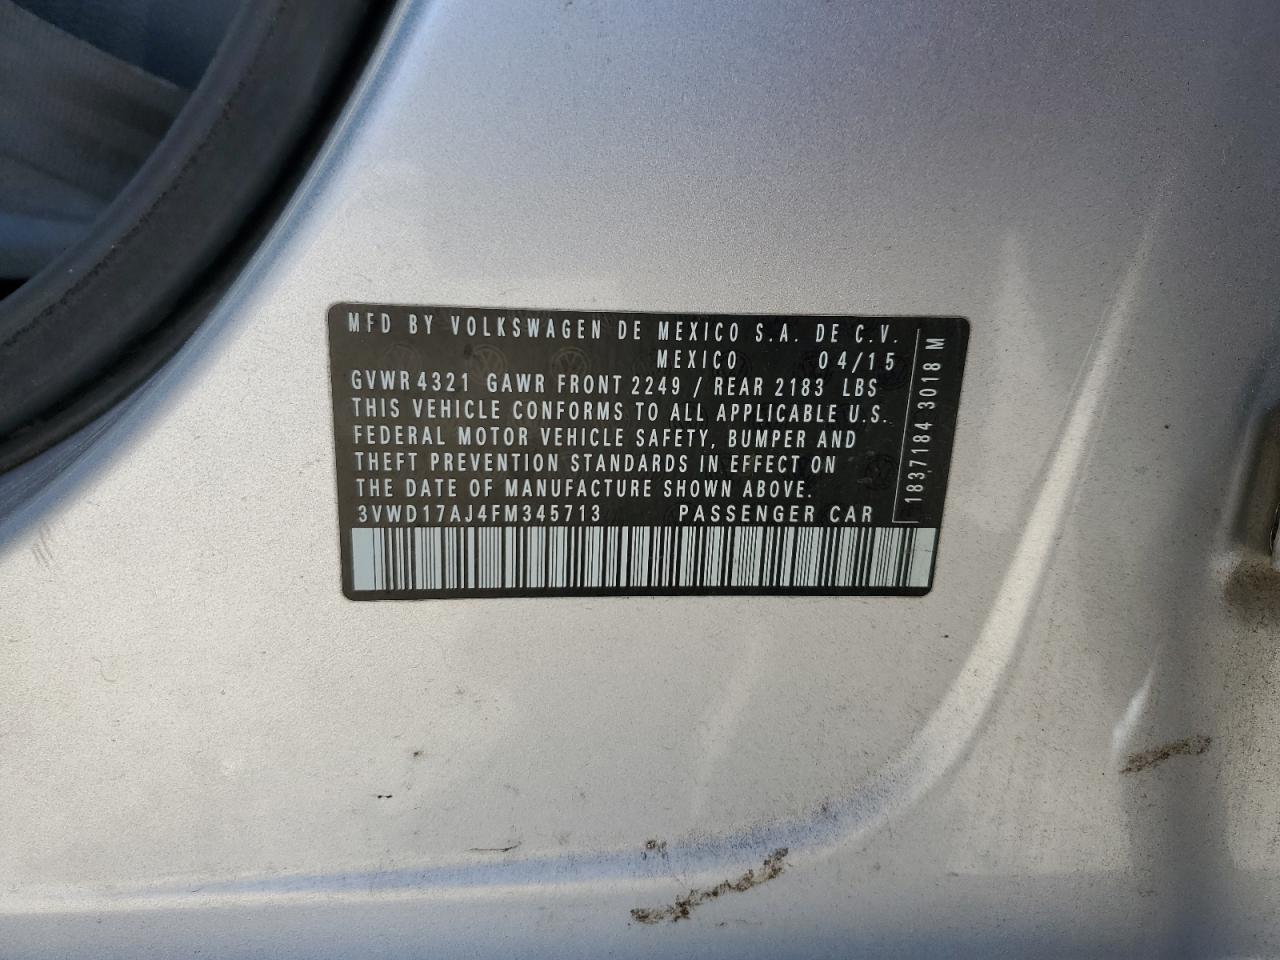 MFD BY VOLKSWAGEN DE MEXICO S.A. DE C.V.
MEXICO 04/15
GVWR 4321 GAWR FRONT 2249 / REAR 2183 LBS
THIS VEHICLE CONFORMS TO ALL APPLICABLE U.S.
FEDERAL MOTOR VEHICLE SAFETY, BUMPER AND
THEFT PREVENTION STANDARDS IN EFFECT ON
THE DATE OF MANUFACTURE SHOWN ABOVE.
3VWD17AJ4FM345713 PASSENGER CAR
183,7184 3018 M